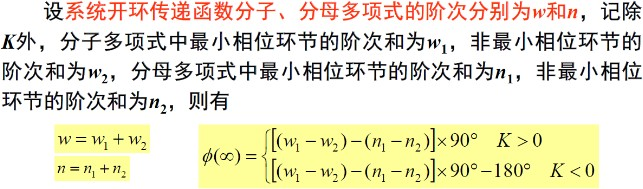 设系统开环传递函数分子、分母多项式的阶次分别为w和n，记除
K外，分子多项式中最小相位环节的阶次和为w₁，非最小相位环节的
阶次和为w₂，分母多项式中最小相位环节的阶次和为n₁，非最小相位
环节的阶次和为n₂，则有
w = w₁ + w₂
n = n₁ + n₂
ϕ(∞) = { [(w₁ − w₂) − (n₁ − n₂)] × 90° K > 0
[(w₁ − w₂) − (n₁ − n₂)] × 90° − 180° K < 0